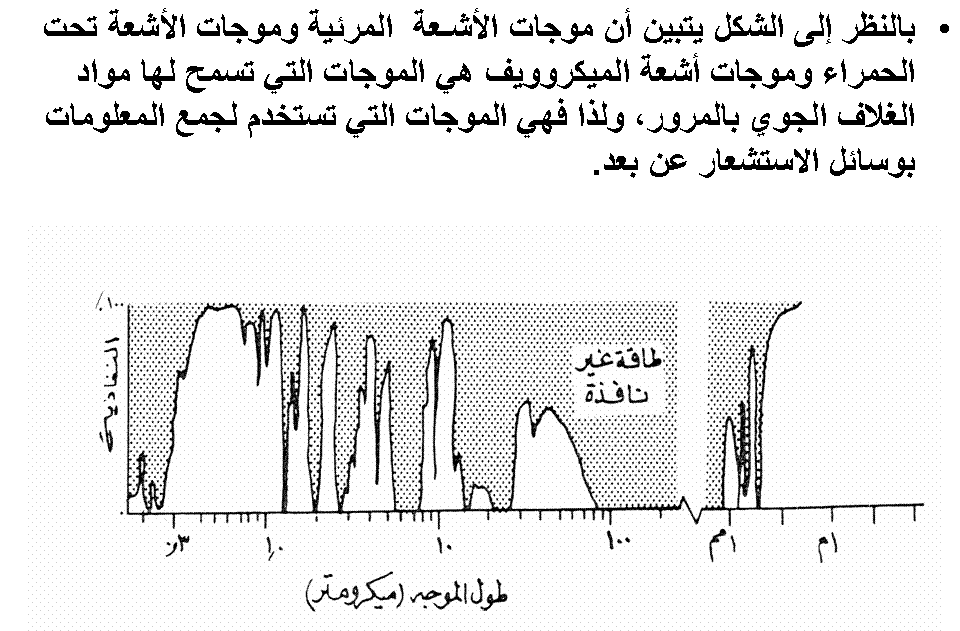 • بالنظر إلى الشكل يتبين أن موجات الأشعة المرئية وموجات الأشعة تحت
الحمراء وموجات أشعة الميكروويف هي الموجات التي تسمح لها مواد
الغلاف الجوي بالمرور، ولذا فهي الموجات التي تستخدم لجمع المعلومات
بوسائل الاستشعار عن بعد.
١٠٠٪
النفاذية
طاقة غير
نافذة
٠
٣ر ١٫٠ ١٠ ١٠٠ ١مم ١م
طول الموجه (ميكرومتر)